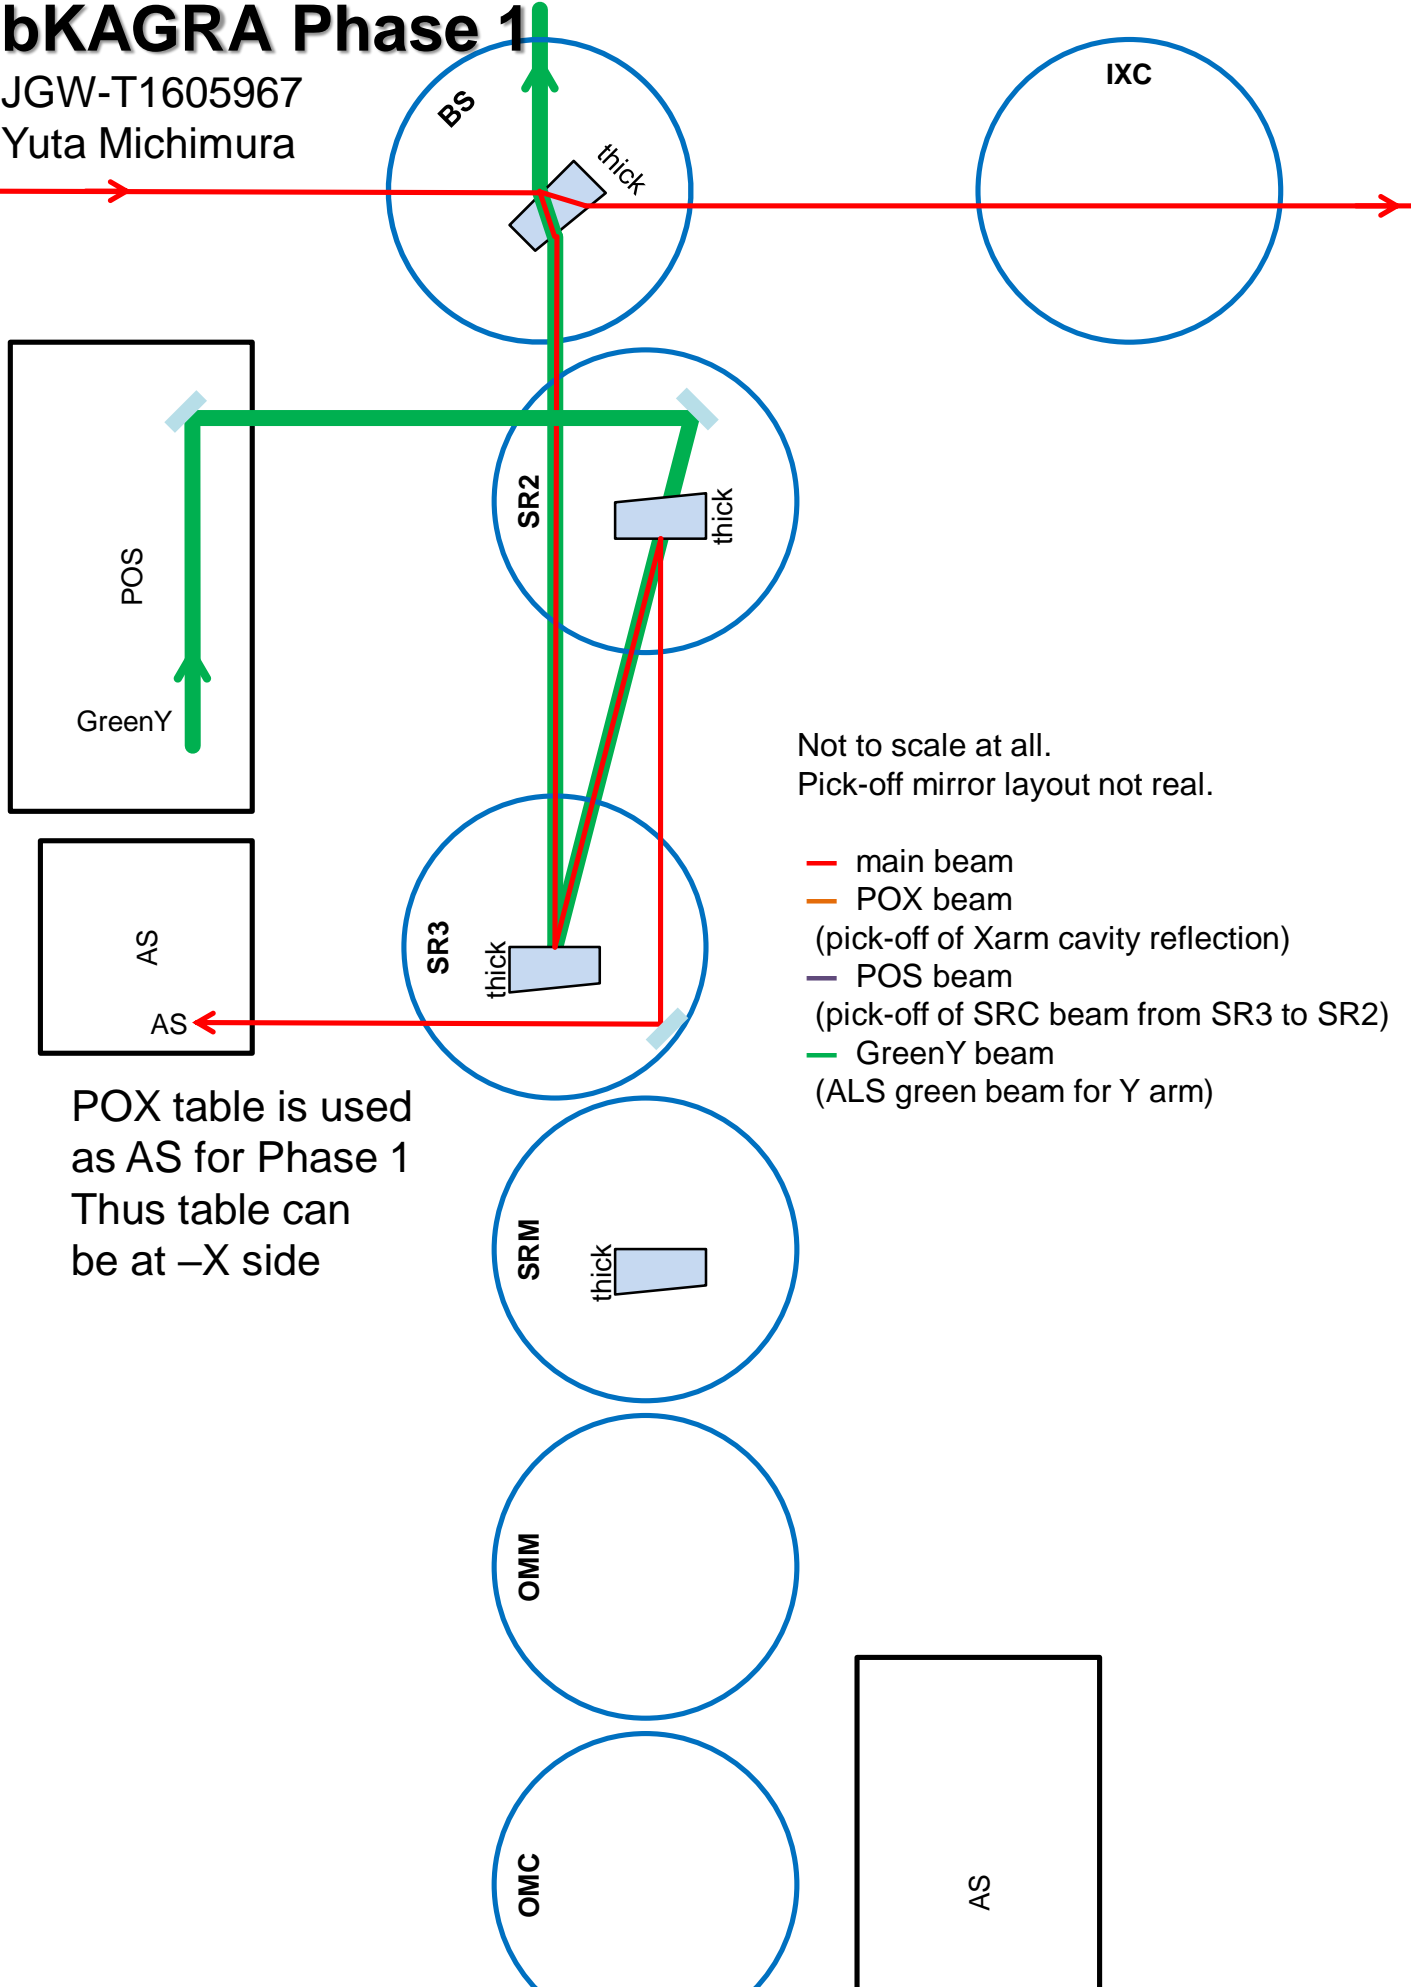 bKAGRA Phase 1
JGW-T1605967
Yuta Michimura
BS
thick
IXC
SR2
thick
POS
GreenY
Not to scale at all.
Pick-off mirror layout not real.
main beam
POX beam
(pick-off of Xarm cavity reflection)
POS beam
(pick-off of SRC beam from SR3 to SR2)
GreenY beam
(ALS green beam for Y arm)
SR3
thick
AS
AS
POX table is used
as AS for Phase 1
Thus table can
be at –X side
SRM
thick
OMM
OMC
AS